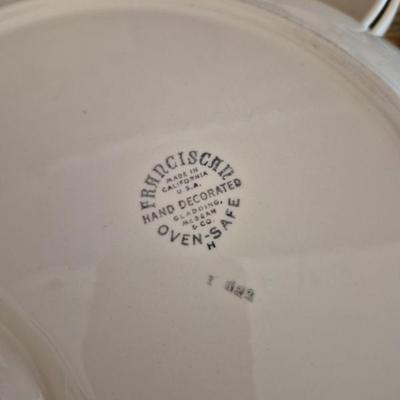 FRANCISCAN
MADE IN
CALIFORNIA
U.S.A.
HAND DECORATED
GLADDING,
McBEAN
& CO.
OVEN-SAFE
H